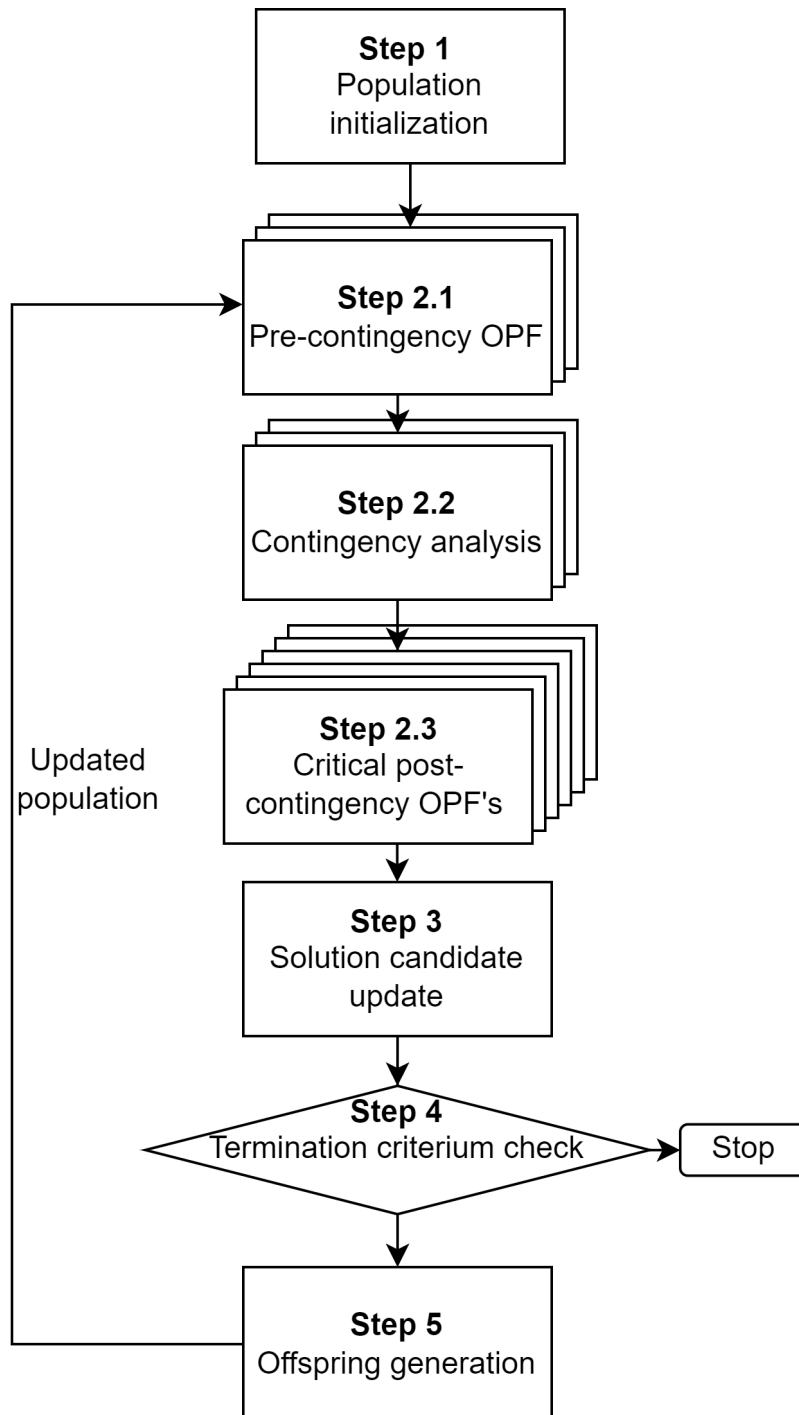 Step 1
Population
initialization
Step 2.1
Pre-contingency OPF
Step 2.2
Contingency analysis
Step 2.3
Critical post-
contingency OPF's
Updated
population
Step 3
Solution candidate
update
Step 4
Termination criterium check
Stop
Step 5
Offspring generation